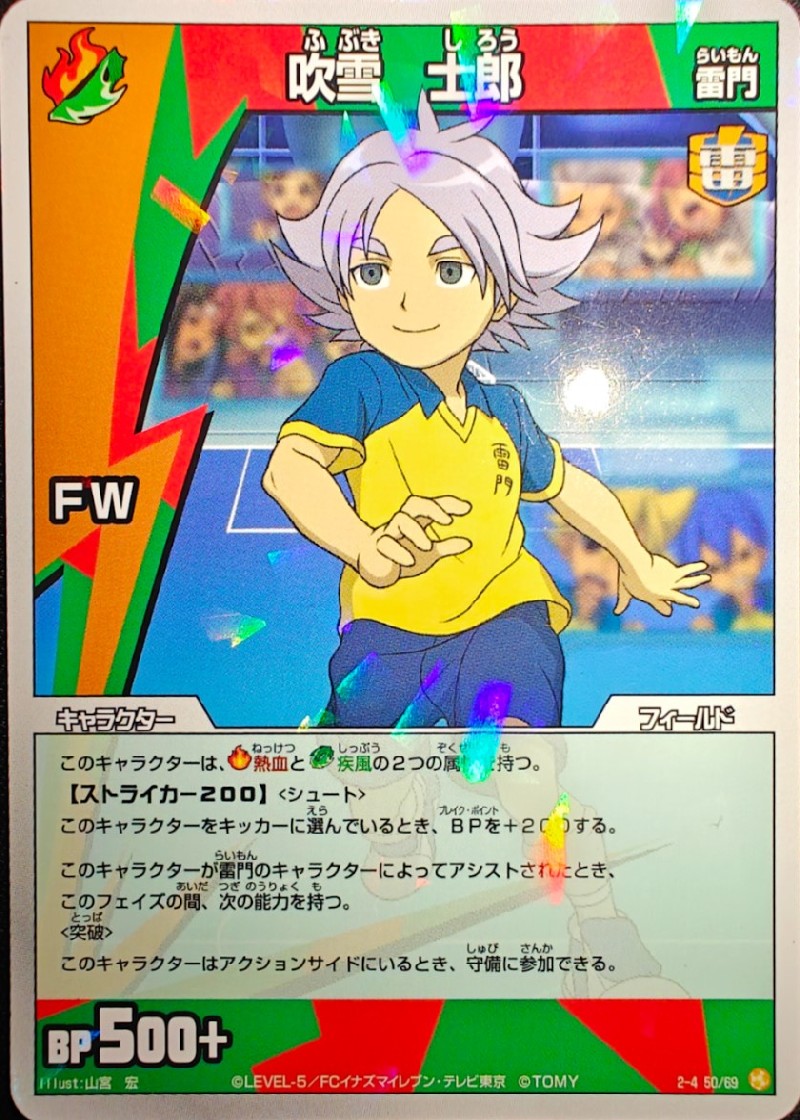 ふぶき しろう
吹雪 士郎
らいもん
雷門
雷
雷門
FW
キャラクター
フィールド
ねっけつ しっぷう ぞくせい も
このキャラクターは、熱血と疾風の2つの属性を持つ。
【ストライカー200】<シュート>
えら ブレイク・ポイント
このキャラクターをキッカーに選んでいるとき、BPを+200する。
らいもん
このキャラクターが雷門のキャラクターによってアシストされたとき、
あいだ つぎ のうりょく も
このフェイズの間、次の能力を持つ。
とっぱ
<突破>
しゅび さんか
このキャラクターはアクションサイドにいるとき、守備に参加できる。
BP500+
illust:山宮 宏
©LEVEL-5/FCイナズマイレブン・テレビ東京 ©TOMY
2-4 50/69